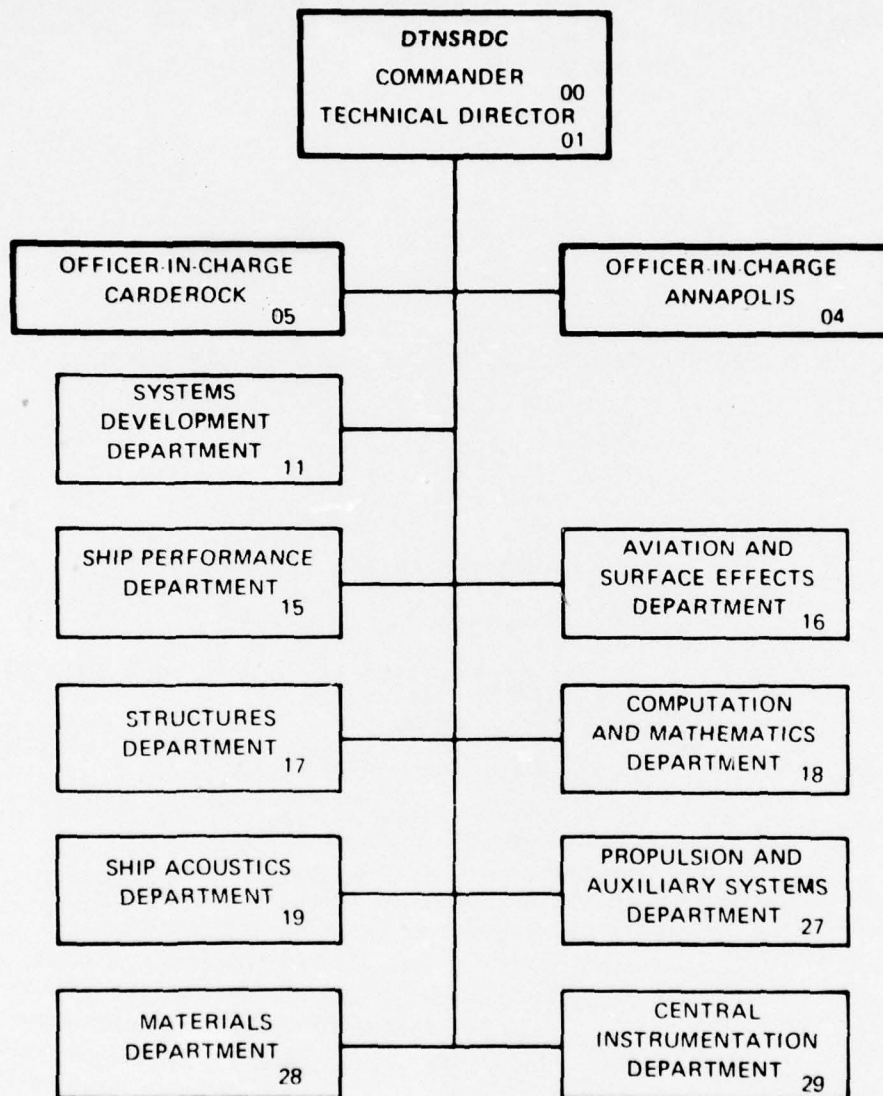 DTNSRDC
COMMANDER
00
TECHNICAL DIRECTOR
01
OFFICER-IN-CHARGE
CARDEROCK
05
OFFICER-IN-CHARGE
ANNAPOLIS
04
SYSTEMS
DEVELOPMENT
DEPARTMENT
11
SHIP PERFORMANCE
DEPARTMENT
15
AVIATION AND
SURFACE EFFECTS
DEPARTMENT
16
STRUCTURES
DEPARTMENT
17
COMPUTATION
AND MATHEMATICS
DEPARTMENT
18
SHIP ACOUSTICS
DEPARTMENT
19
PROPULSION AND
AUXILIARY SYSTEMS
DEPARTMENT
27
MATERIALS
DEPARTMENT
28
CENTRAL
INSTRUMENTATION
DEPARTMENT
29